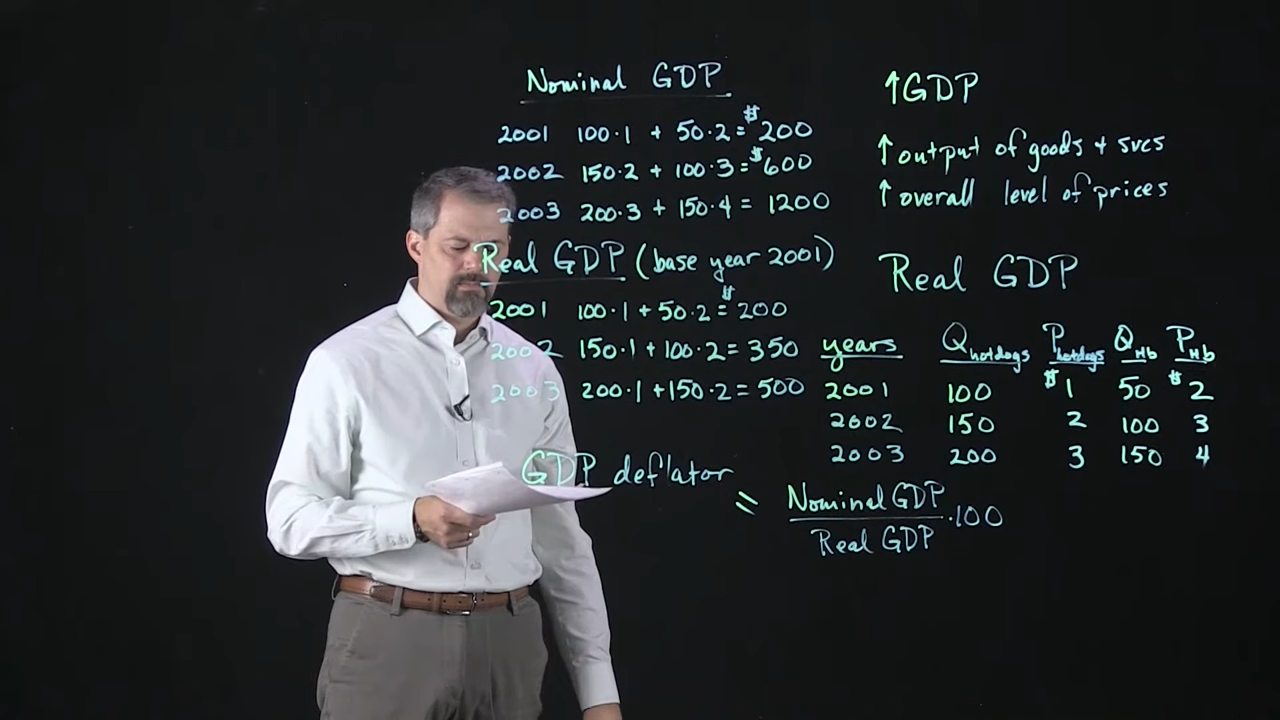 Nominal GDP
2001 100·1 + 50·2 = $200
2002 150·2 + 100·3 = $600
2003 200·3 + 150·4 = 1200
Real GDP (base year 2001)
2001 100·1 + 50·2 = $200
2002 150·1 + 100·2 = 350
2003 200·1 + 150·2 = 500
GDP deflator = Nominal GDP
Real GDP
·100
↑GDP
↑output of goods + svcs
↑overall level of prices
Real GDP
years Qhotdogs Photdogs QHb PHb
2001 100 $1 50 $2
2002 150 2 100 3
2003 200 3 150 4